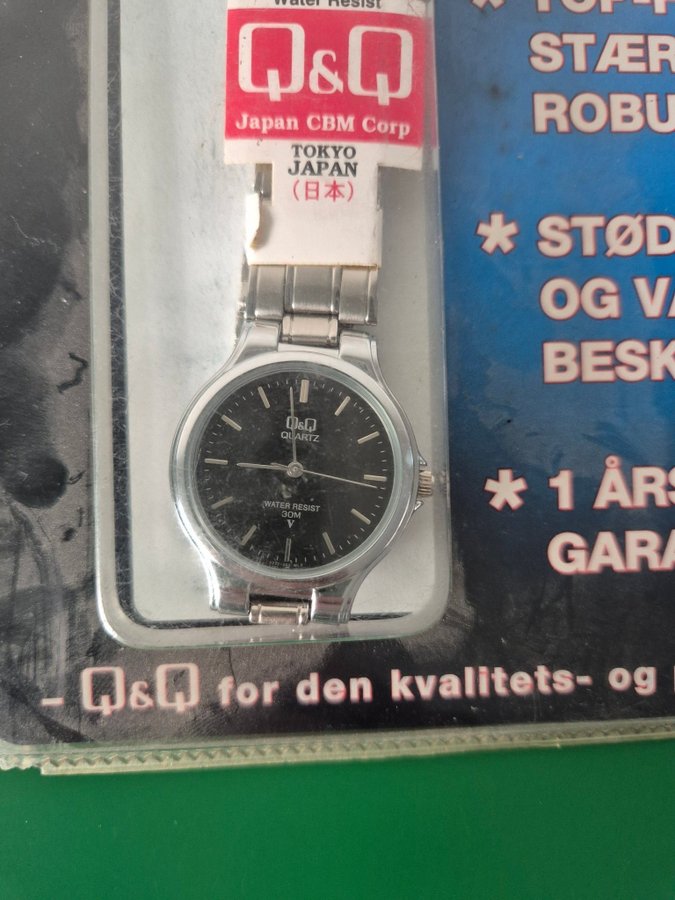 Water Resist
Q&Q
Japan CBM Corp
TOKYO
JAPAN
(日本)
* TOP-
STÆR
ROBU
* STØD
OG VA
BESK
* 1 ÅRS
GARA
Q&Q
QUARTZ
WATER RESIST
30M
V
- Q&Q for den kvalitets- og